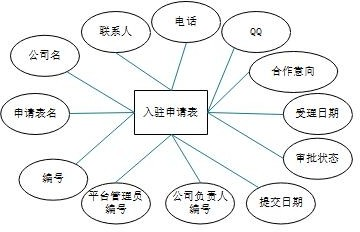 电话
联系人
QQ
公司名
合作意向
申请表名
入驻申请表
受理日期
审批状态
编号
平台管理员
编号
公司负责人
编号
提交日期